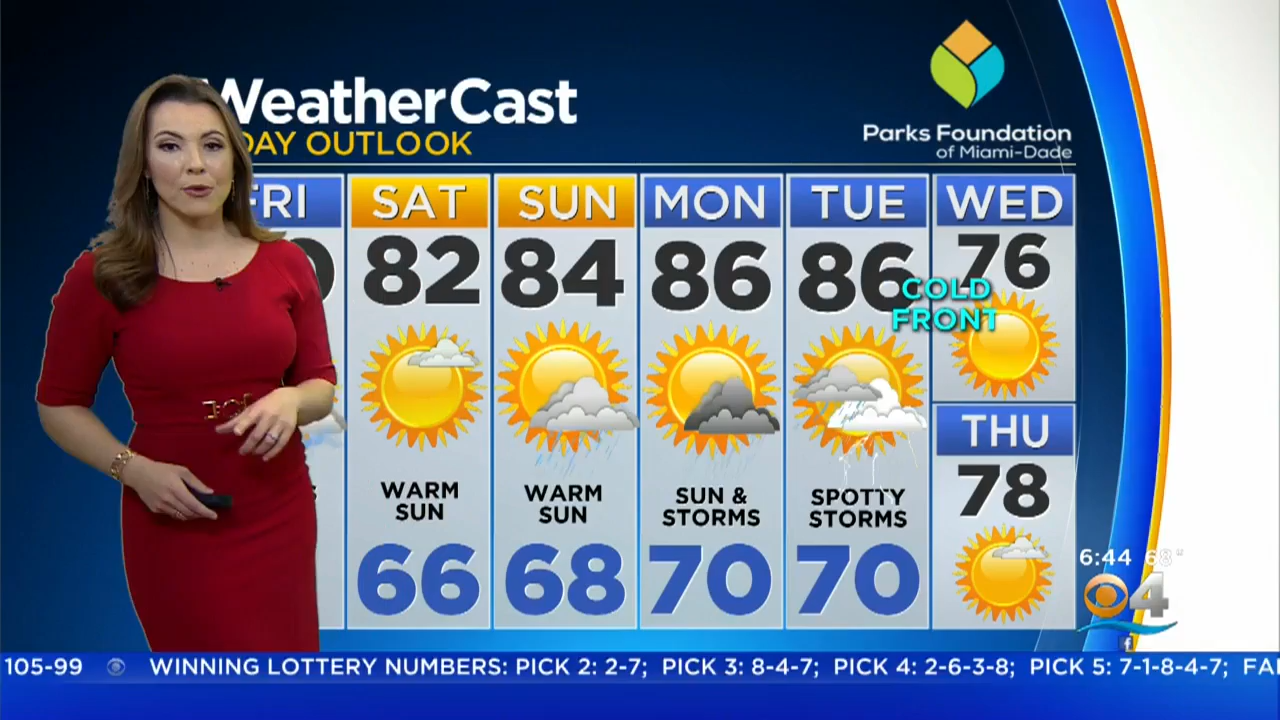 WeatherCast
DAY OUTLOOK
Parks Foundation
of Miami-Dade
FRI
SAT
SUN
MON
TUE
WED
82
84
86
86
76
COLD
FRONT
THU
78
WARM
SUN
WARM
SUN
SUN &
STORMS
SPOTTY
STORMS
66
68
70
70
6:44 68°
4
f
105-99 WINNING LOTTERY NUMBERS: PICK 2: 2-7; PICK 3: 8-4-7; PICK 4: 2-6-3-8; PICK 5: 7-1-8-4-7;